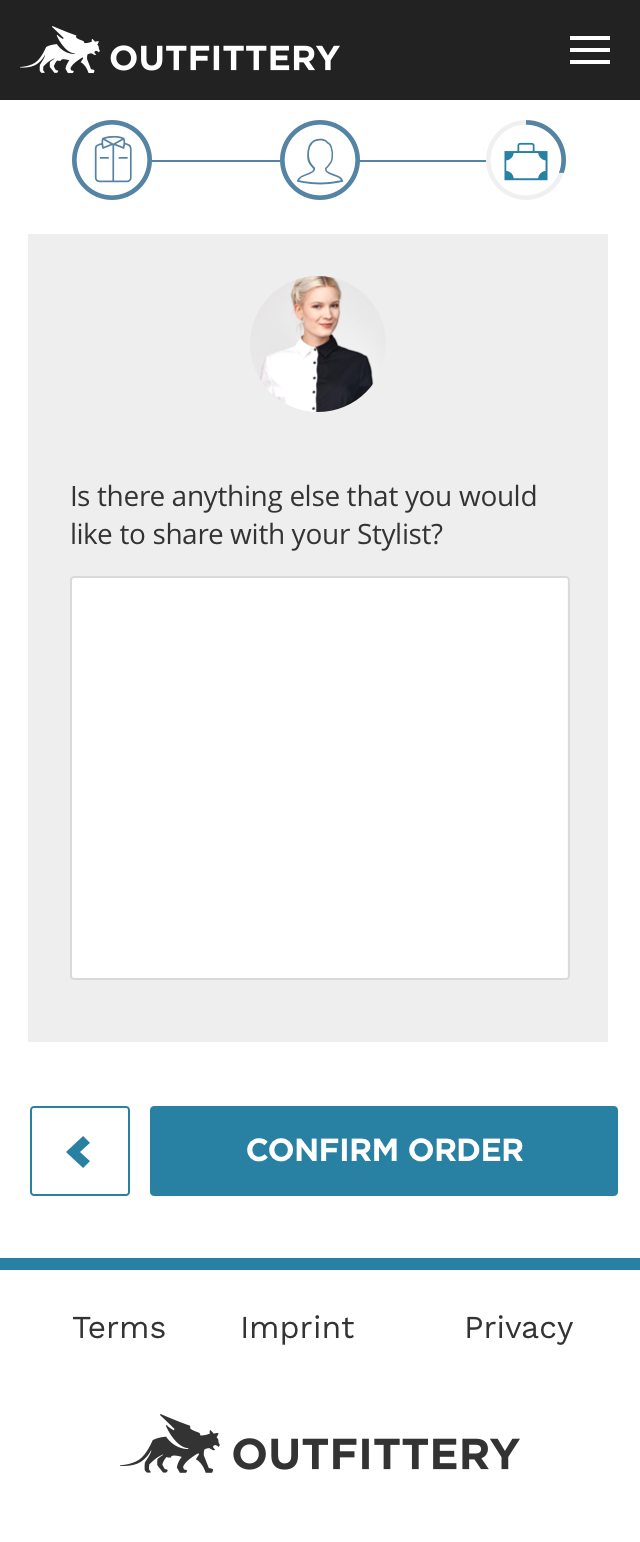 OUTFITTERY
Is there anything else that you would
like to share with your Stylist?
CONFIRM ORDER
Terms Imprint Privacy
OUTFITTERY